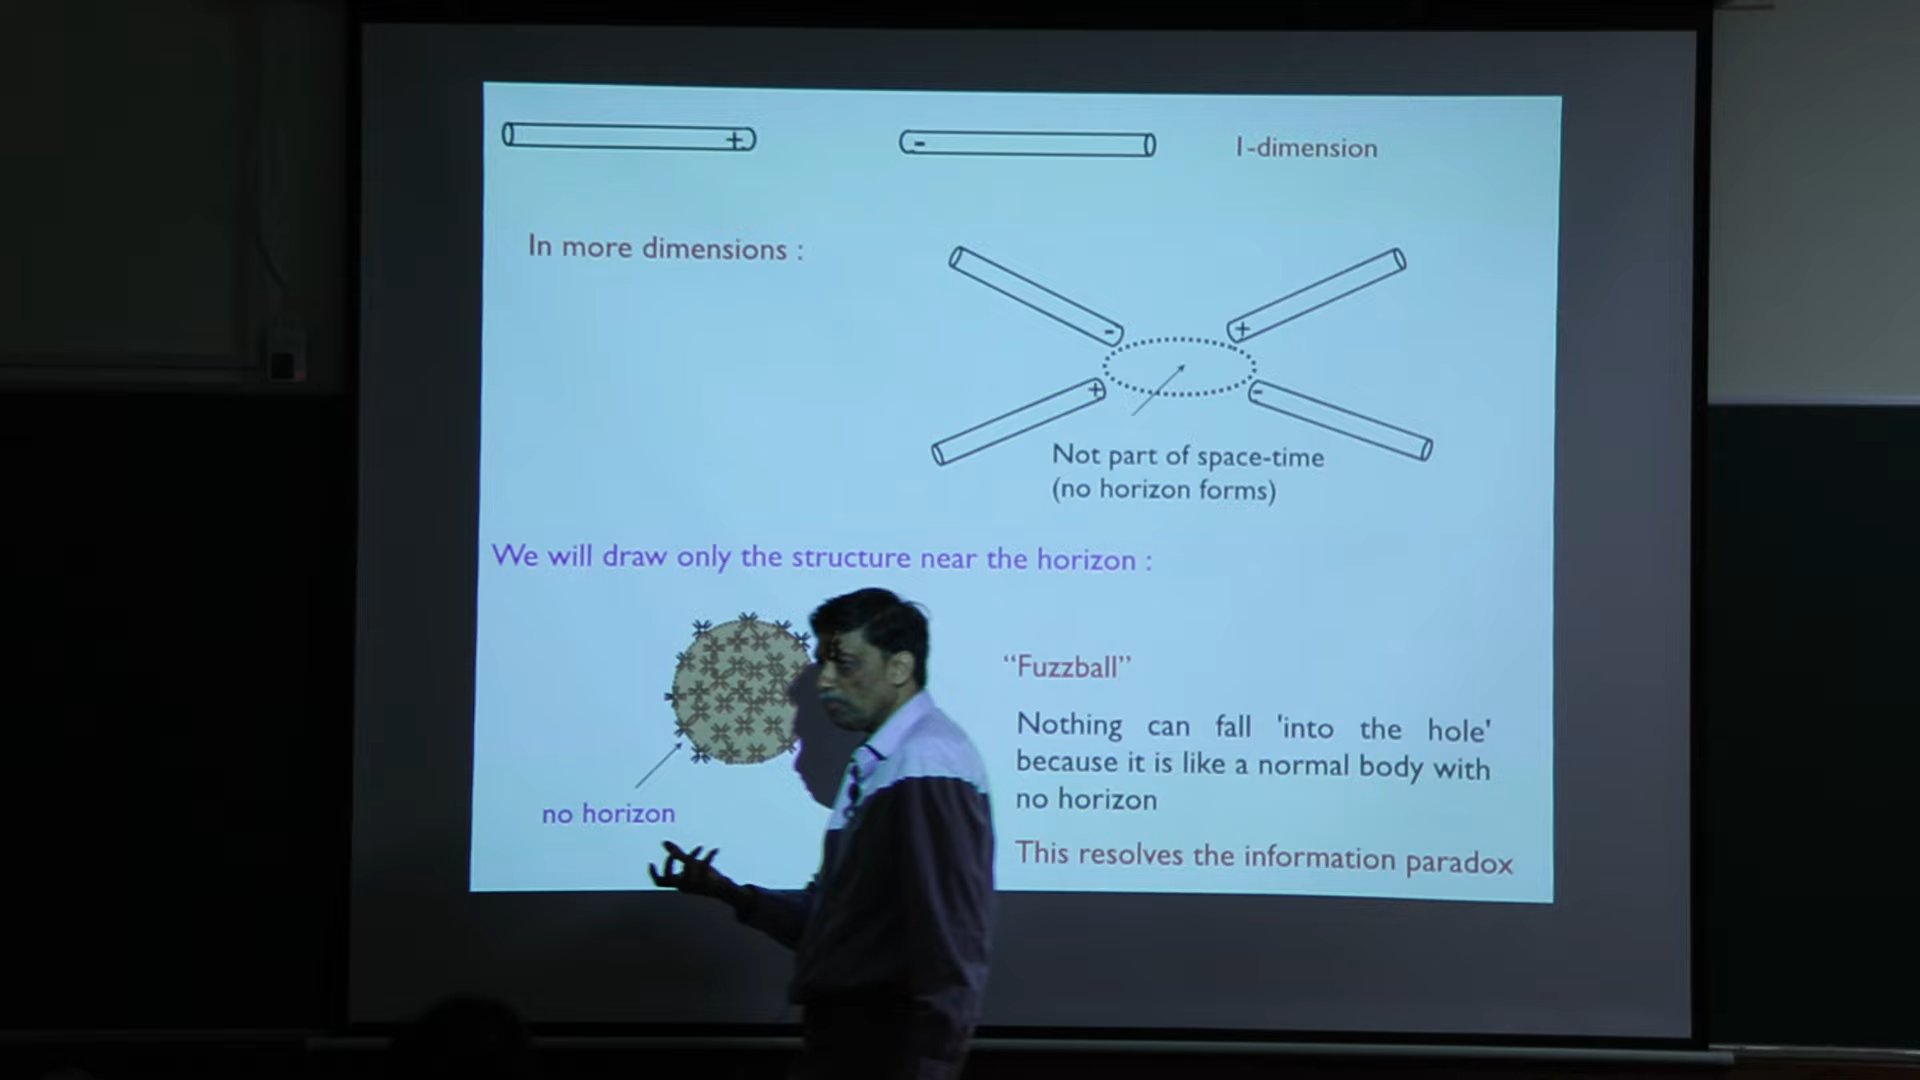 +
-
1-dimension
In more dimensions :
-
+
+
-
Not part of space-time
(no horizon forms)
We will draw only the structure near the horizon :
“Fuzzball”
Nothing can fall 'into the hole'
because it is like a normal body with
no horizon
no horizon
This resolves the information paradox